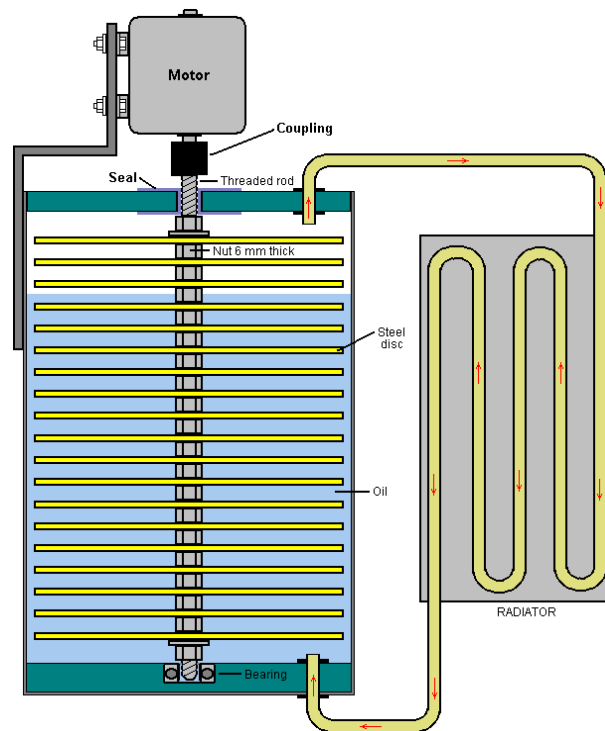 Motor
Coupling
Seal
Threaded rod
Nut 6 mm thick
Steel
disc
Oil
RADIATOR
Bearing